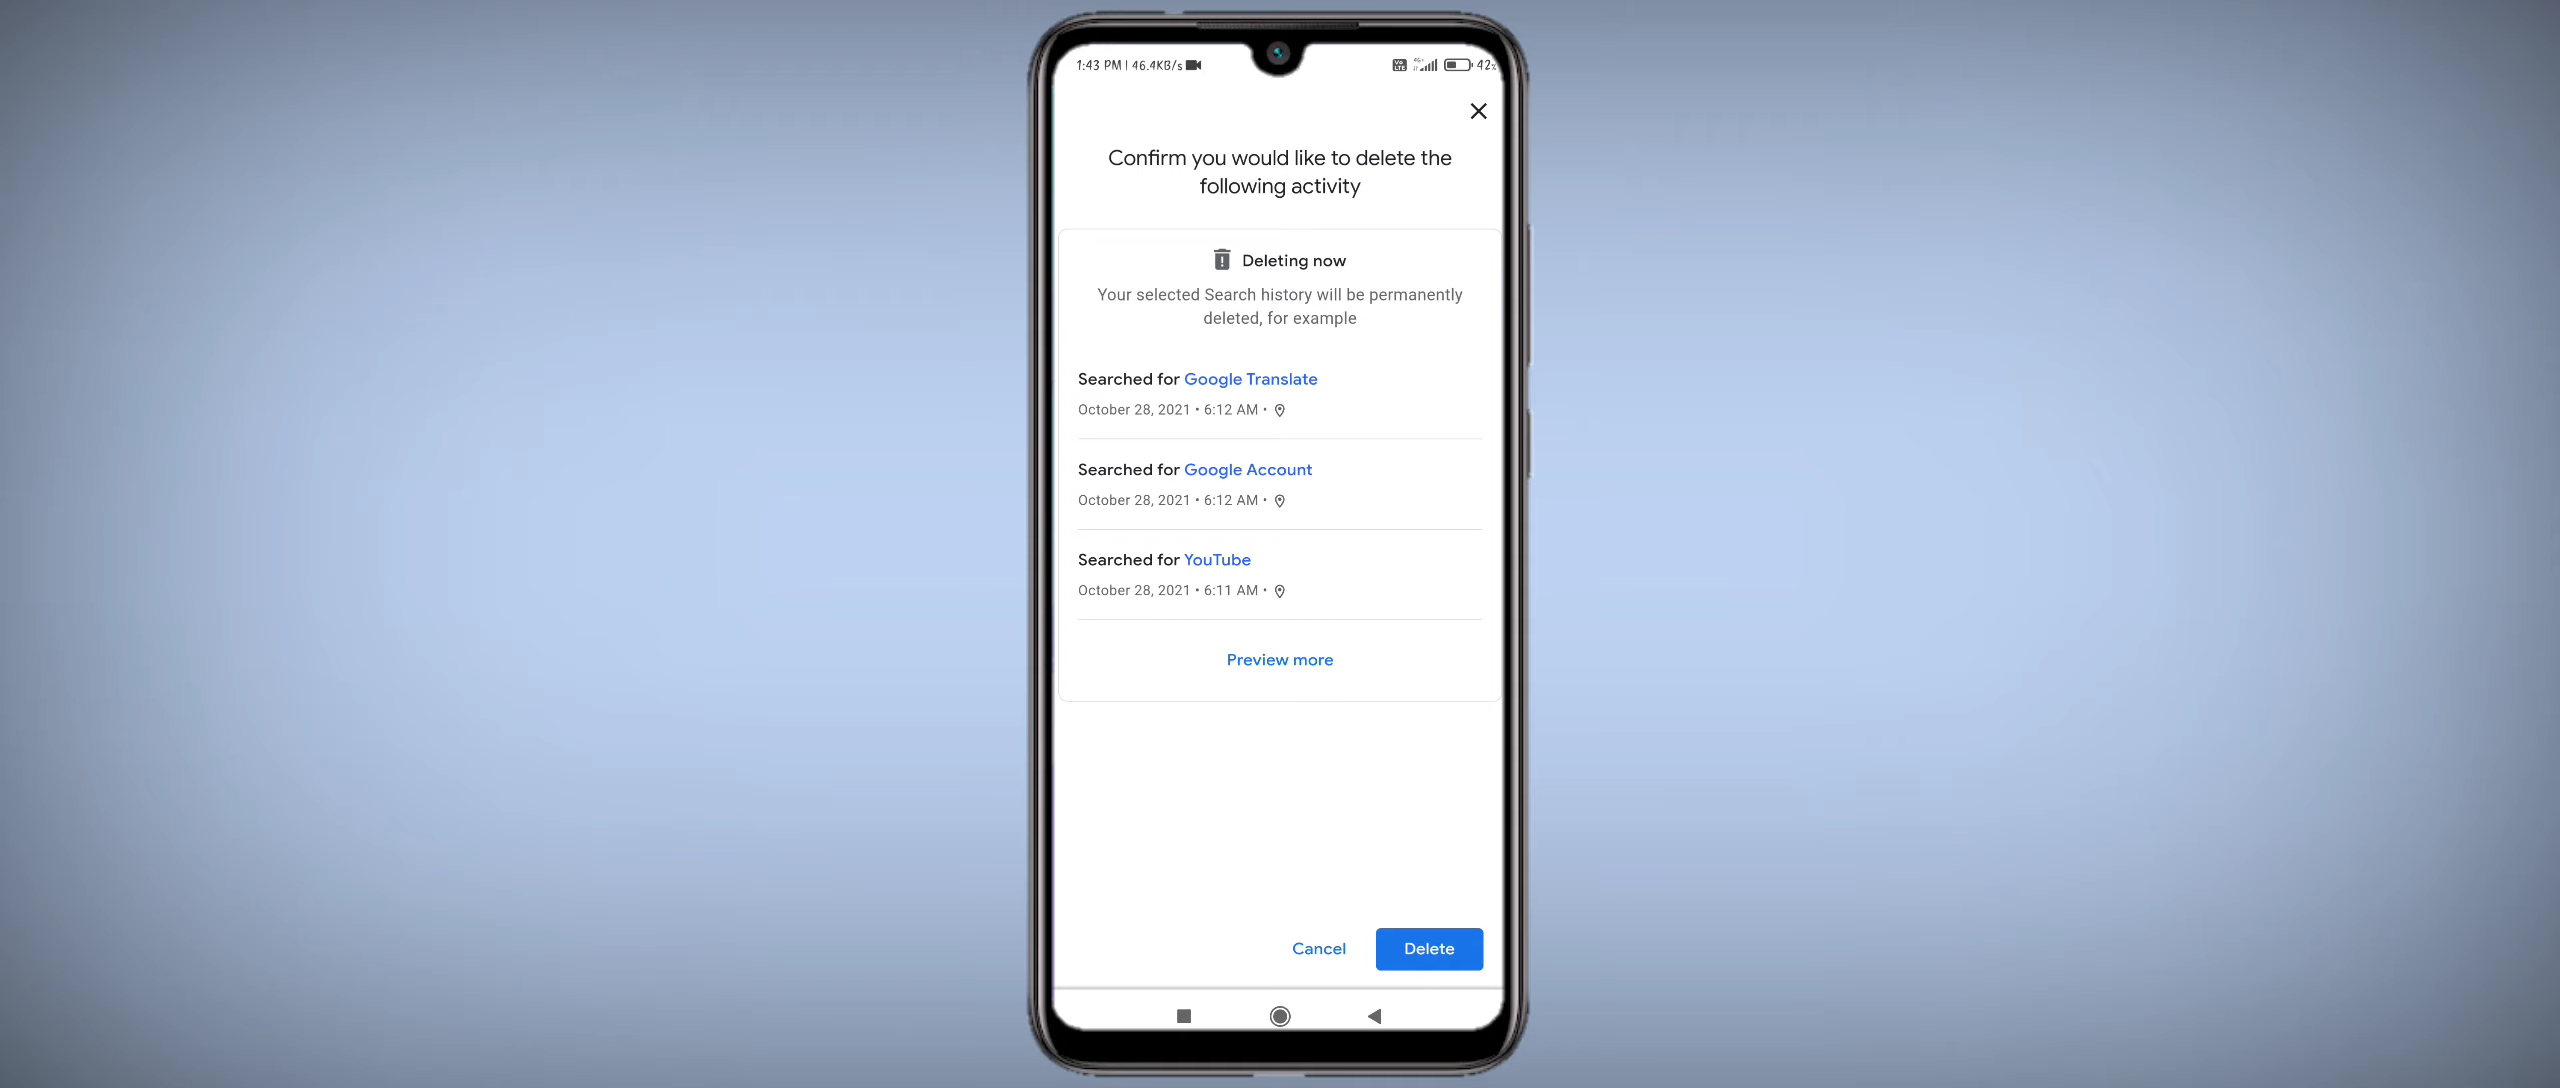 1:43 PM | 46.4KB/s
Vo LTE 4G+ 42%
Confirm you would like to delete the
following activity
Deleting now
Your selected Search history will be permanently
deleted, for example
Searched for Google Translate
October 28, 2021 • 6:12 AM •
Searched for Google Account
October 28, 2021 • 6:12 AM •
Searched for YouTube
October 28, 2021 • 6:11 AM •
Preview more
Cancel Delete